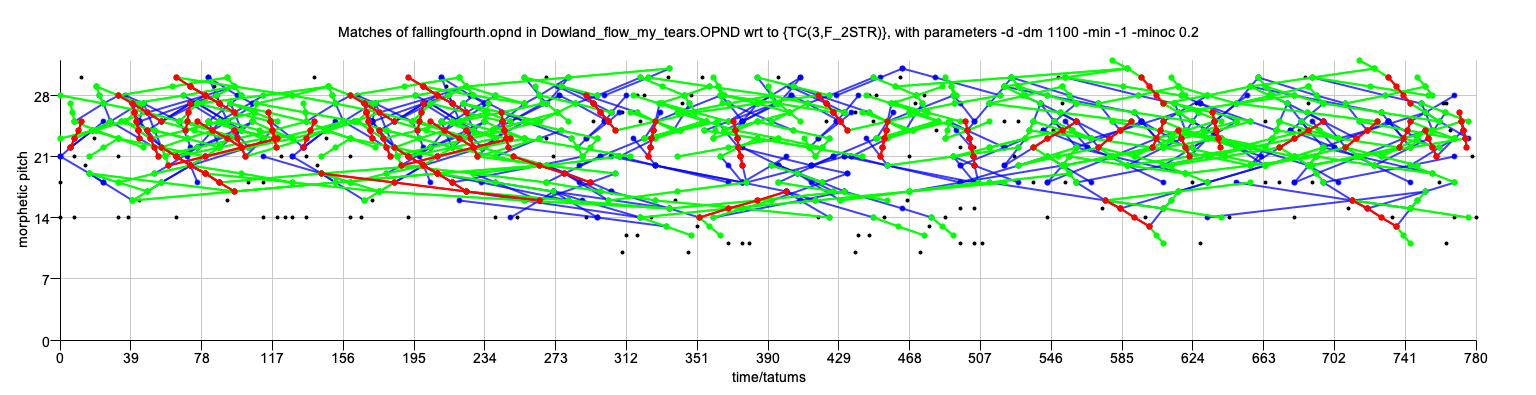 Matches of fallingfourth.opnd in Dowland_flow_my_tears.OPND wrt to {TC(3,F_2STR)}, with parameters -d -dm 1100 -min -1 -minoc 0.2
morphetic pitch
28
21
14
7
0
0 39 78 117 156 195 234 273 312 351 390 429 468 507 546 585 624 663 702 741 780
time/tatums